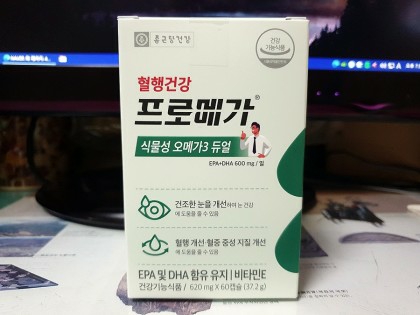 종근당건강
건강
기능식품
혈행건강
프로메가®
식물성 오메가3 듀얼
EPA+DHA 600 mg / 일
건조한 눈을 개선하여 눈 건강
에 도움을 줄 수 있음
혈행 개선·혈중 중성 지질 개선
에 도움을 줄 수 있음
EPA 및 DHA 함유 유지 | 비타민E
건강기능식품 / 620 mg X 60캡슐 (37.2 g)